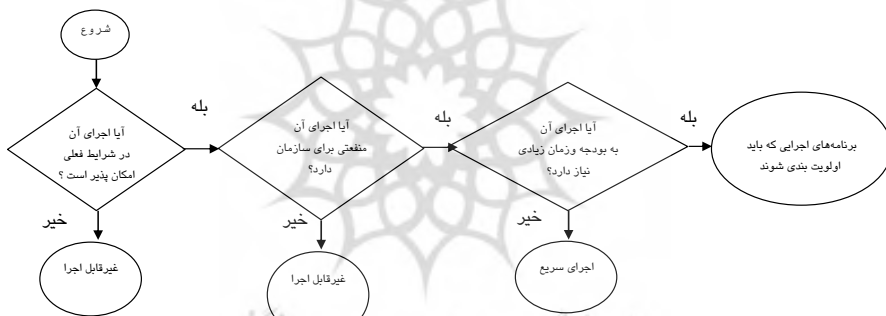 شروع
آیا اجرای آن
در شرایط فعلی
امکان پذیر است ؟
بله
خیر
غیرقابل اجرا
آیا اجرای آن
منفعتی برای سازمان
دارد؟
بله
خیر
غیرقابل اجرا
آیا اجرای آن
به بودجه وزمان زیادی
نیاز دارد؟
بله
خیر
اجرای سریع
برنامه‌های اجرایی که باید
اولویت بندی شوند